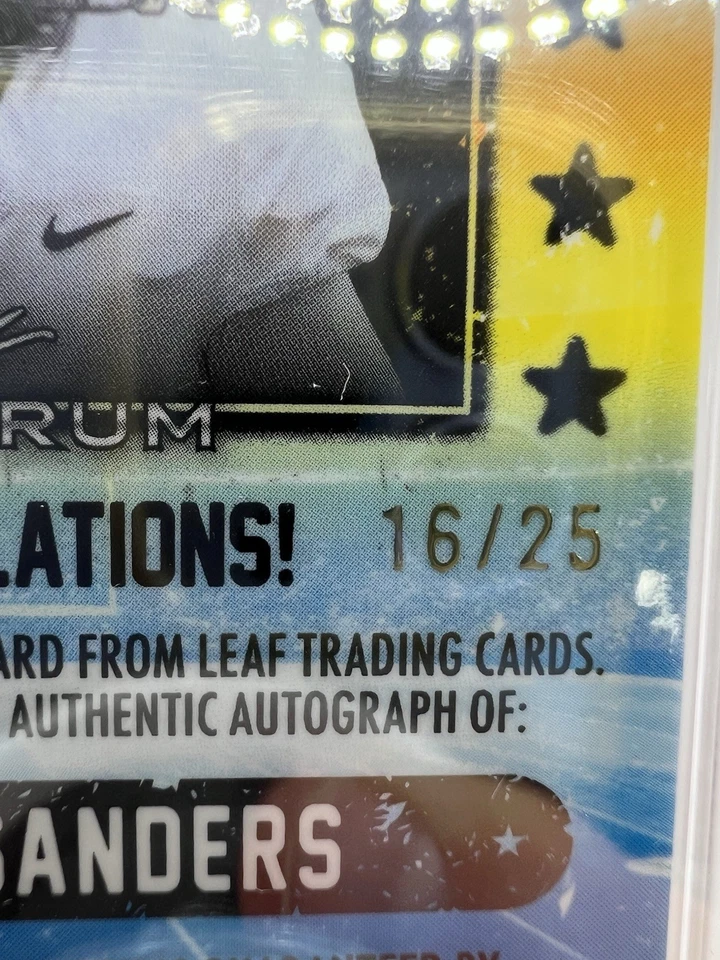 RUM
LATIONS! 16/25
ARD FROM LEAF TRADING CARDS.
AUTHENTIC AUTOGRAPH OF:
SANDERS